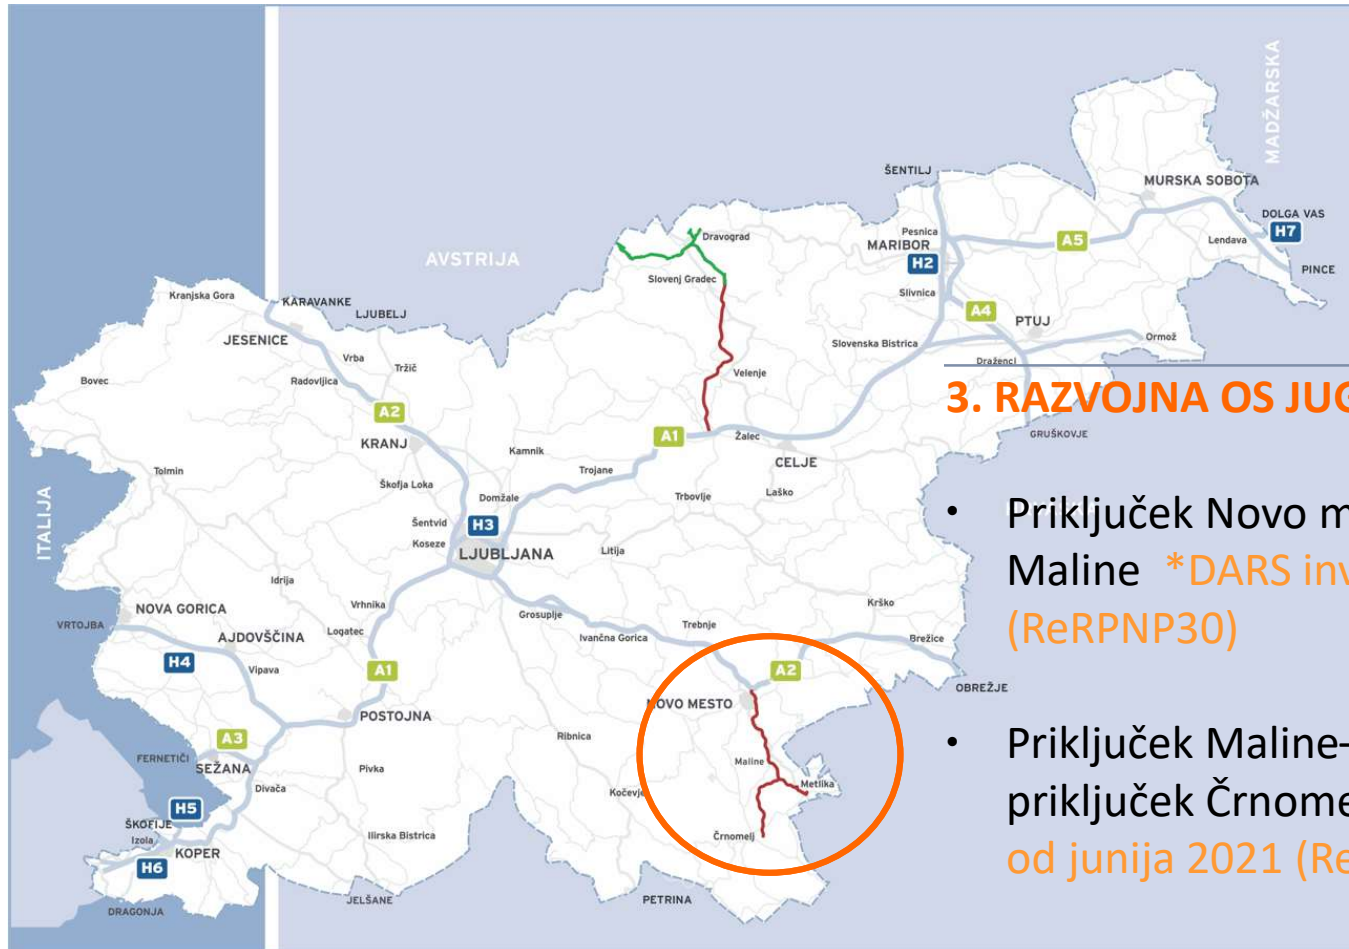 MADŽARSKA
ŠENTILJ
MURSKA SOBOTA
DOLGA VAS
H7
Pesnica
MARIBOR
A5
Lendava
Dravograd
H2
PINCE
AVSTRIJA
Slovenj Gradec
Slivnica
Kranjska Gora
KARAVANKE
LJUBELJ
A4
PTUJ
JESENICE
Ormož
Slovenska Bistrica
Vrba
Tržič
Draženci
Bovec
Radovljica
Velenje
3. RAZVOJNA OS JUG
A2
KRANJ
A1
Žalec
GRUŠKOVJE
Kamnik
CELJE
Tolmin
Trojane
Škofja Loka
Domžale
Trbovlje
Laško
ITALIJA
Šentvid
H3
• Priključek Novo m
Koseze
LJUBLJANA
Litija
Maline *DARS inv
Idrija
NOVA GORICA
Vrhnika
Grosuplje
Krško
VRTOJBA
AJDOVŠČINA
Logatec
Ivančna Gorica
Trebnje
Brežice
(ReRPNP30)
H4
Vipava
A1
A2
OBREŽJE
NOVO MESTO
POSTOJNA
A3
Ribnica
• Priključek Maline-
FERNETIČI
SEŽANA
Pivka
Maline
Divača
Kočevje
Metlika
H5
priključek Črnome
ŠKOFIJE
Izola
KOPER
Ilirska Bistrica
Črnomelj
H6
od junija 2021 (Re
JELŠANE
PETRINA
DRAGONJA